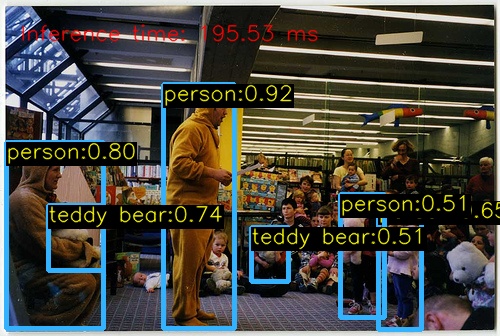 Inference time: 195.53 ms
person:0.92
person:0.80
person:0.51
.65
teddy bear:0.74
teddy bear:0.51